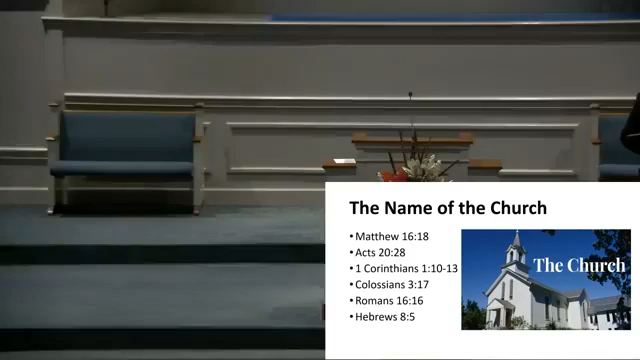 The Name of the Church
• Matthew 16:18
• Acts 20:28
• 1 Corinthians 1:10-13
• Colossians 3:17
• Romans 16:16
• Hebrews 8:5
The Church